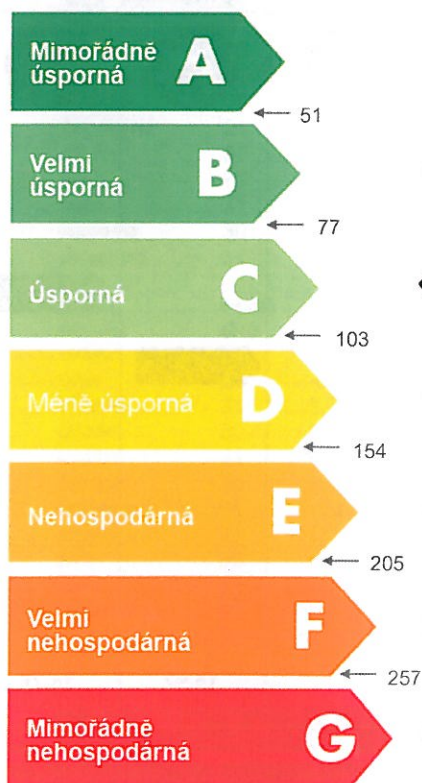 Mimořádně
úsporná A
51
Velmi
úsporná B
77
Úsporná C
103
Méně úsporná D
154
Nehospodárná E
205
Velmi
nehospodárná F
257
Mimořádně
nehospodárná G